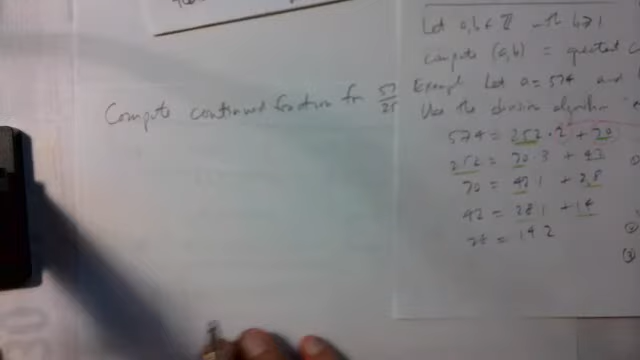 Compute continued fraction for 57/25
Let a, b ∈ ℤ with b ≥ 1
compute (a,b) = greatest
Example Let a = 574 and
Use the division algorithm
574 = 252·2 + 70
252 = 70·3 + 42
70 = 42·1 + 28
42 = 28·1 + 14
28 = 14·2